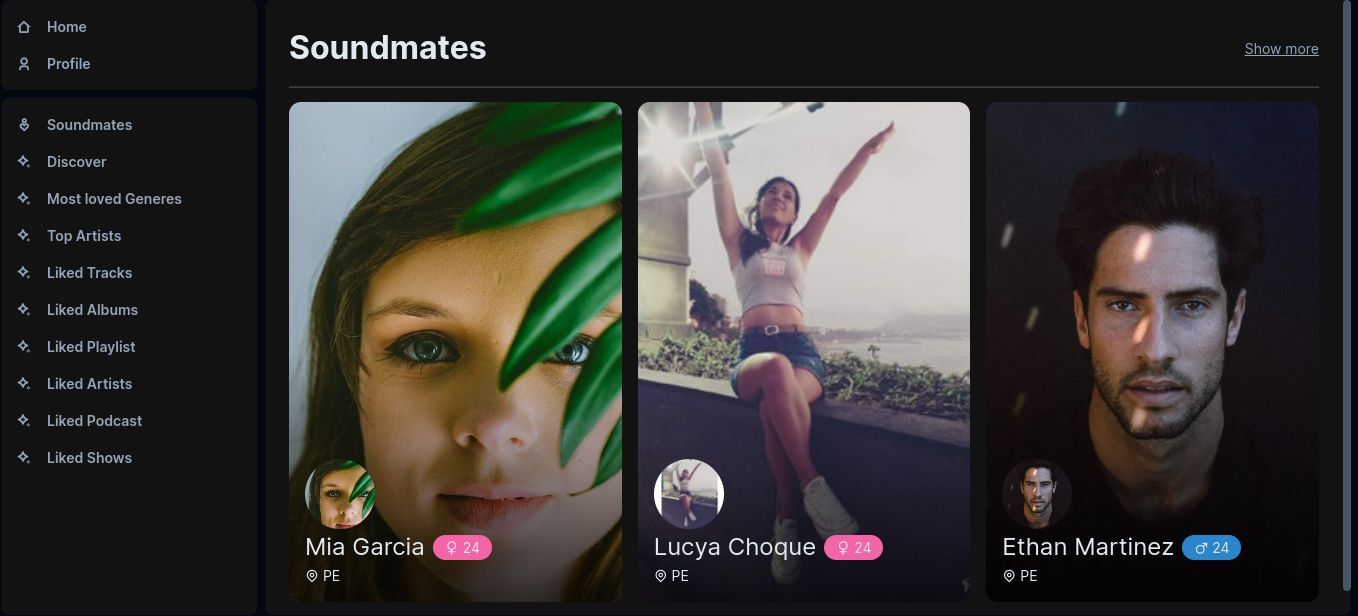 Home
Profile
Soundmates
Discover
Most loved Generes
Top Artists
Liked Tracks
Liked Albums
Liked Playlist
Liked Artists
Liked Podcast
Liked Shows
Soundmates
Show more
Mia Garcia ♀ 24
PE
Lucya Choque ♀ 24
PE
Ethan Martinez ♂ 24
PE